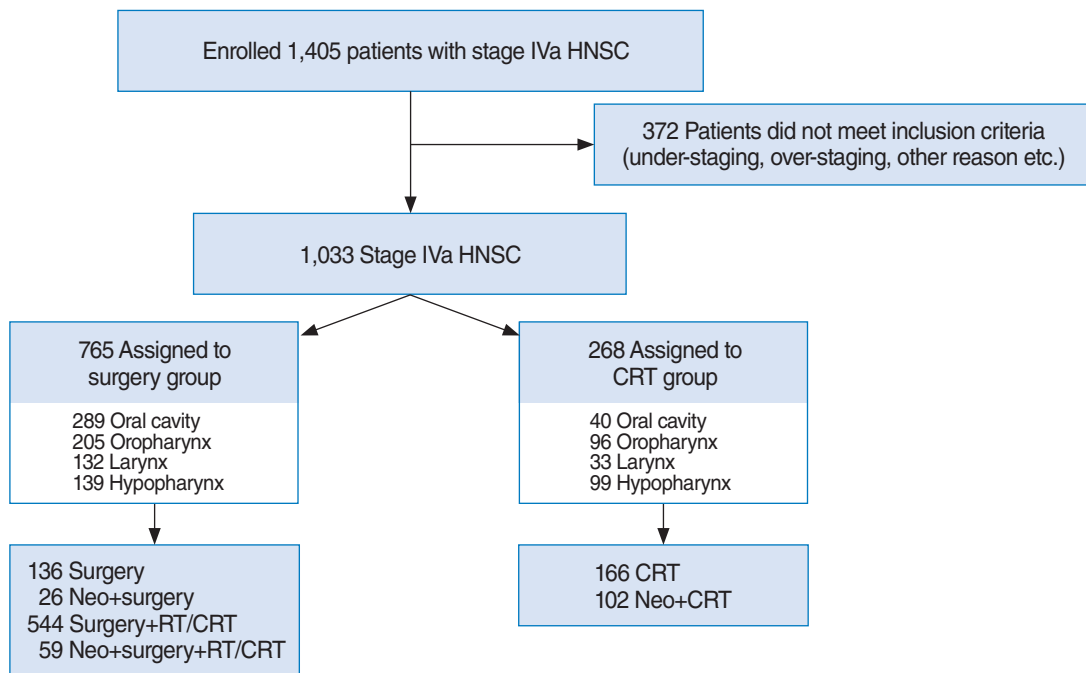 Enrolled 1,405 patients with stage IVa HNSC
372 Patients did not meet inclusion criteria
(under-staging, over-staging, other reason etc.)
1,033 Stage IVa HNSC
765 Assigned to
surgery group
289 Oral cavity
205 Oropharynx
132 Larynx
139 Hypopharynx
268 Assigned to
CRT group
40 Oral cavity
96 Oropharynx
33 Larynx
99 Hypopharynx
136 Surgery
26 Neo+surgery
544 Surgery+RT/CRT
59 Neo+surgery+RT/CRT
166 CRT
102 Neo+CRT